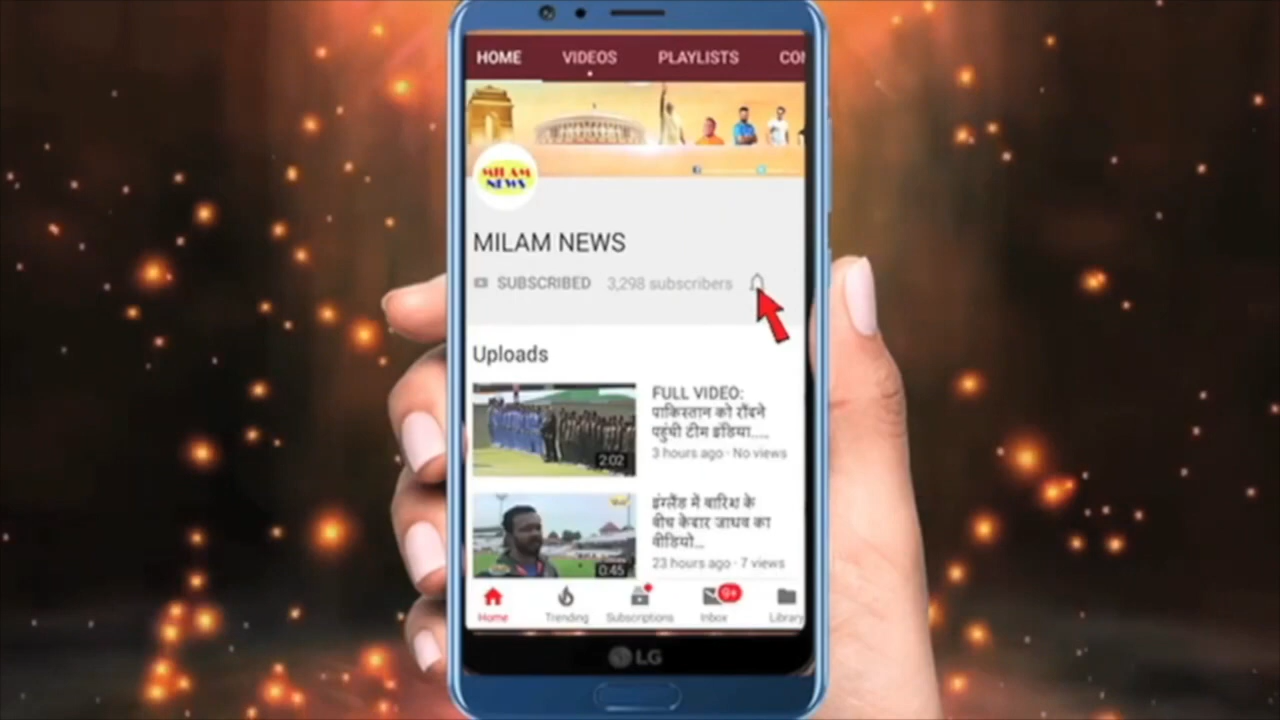 HOME VIDEOS PLAYLISTS CON
MILAM
NEWS
MILAM NEWS
SUBSCRIBED 3,298 subscribers
Uploads
FULL VIDEO:
पाकिस्तान को रौंदने
पहुंची टीम इंडिया.....
3 hours ago · No views
2:02
इंग्लैंड में बारिश के
बीच केदार जाधव का
वीडियो...
23 hours ago · 7 views
0:45
9+
Home Trending Subscriptions Inbox Library
LG